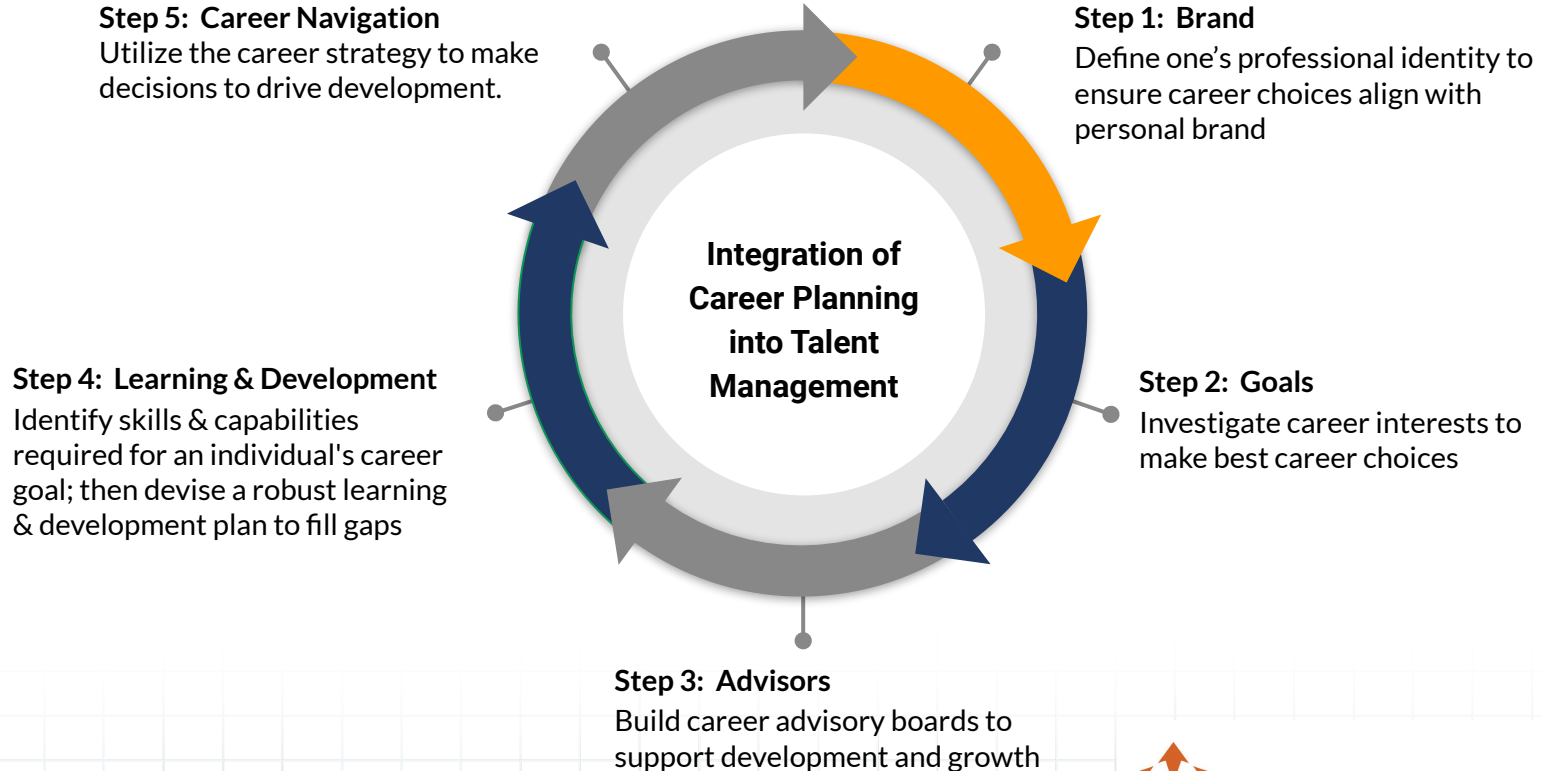 Step 5:  Career Navigation
Utilize the career strategy to make
decisions to drive development.
Step 1:  Brand
Define one’s professional identity to
ensure career choices align with
personal brand
Integration of
Career Planning
into Talent
Management
Step 4:  Learning & Development
Identify skills & capabilities
required for an individual's career
goal; then devise a robust learning
& development plan to fill gaps
Step 2:  Goals
Investigate career interests to
make best career choices
Step 3:  Advisors
Build career advisory boards to
support development and growth